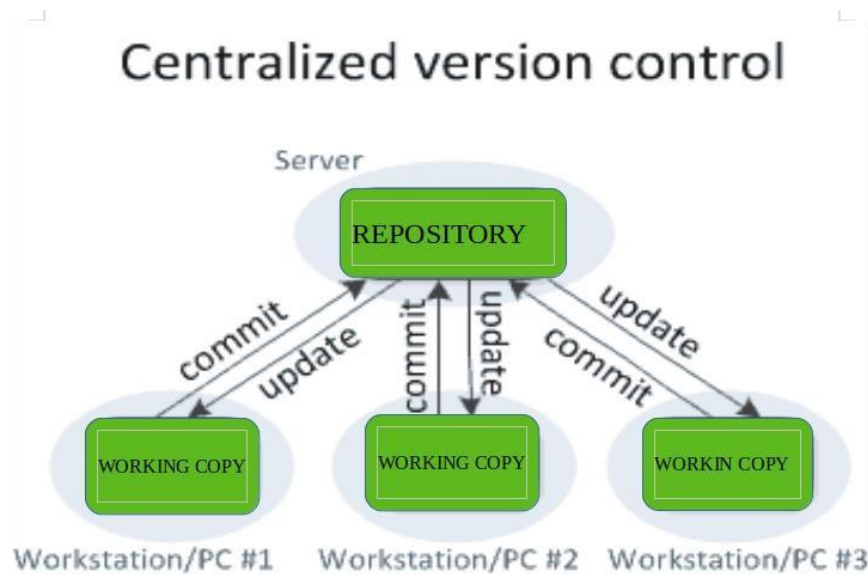 Centralized version control
Server
REPOSITORY
commit
update
commit
update
update
commit
WORKING COPY
WORKING COPY
WORKIN COPY
Workstation/PC #1
Workstation/PC #2
Workstation/PC #3